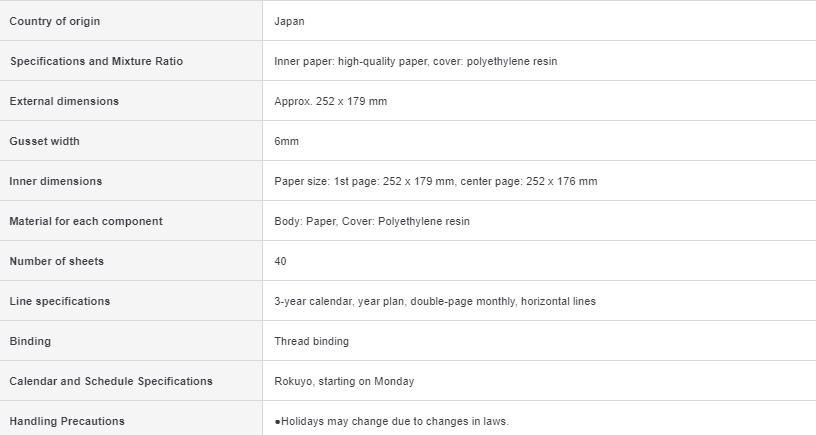 Country of origin Japan
Specifications and Mixture Ratio Inner paper: high-quality paper, cover: polyethylene resin
External dimensions Approx. 252 x 179 mm
Gusset width 6mm
Inner dimensions Paper size: 1st page: 252 x 179 mm, center page: 252 x 176 mm
Material for each component Body: Paper, Cover: Polyethylene resin
Number of sheets 40
Line specifications 3-year calendar, year plan, double-page monthly, horizontal lines
Binding Thread binding
Calendar and Schedule Specifications Rokuyo, starting on Monday
Handling Precautions ●Holidays may change due to changes in laws.